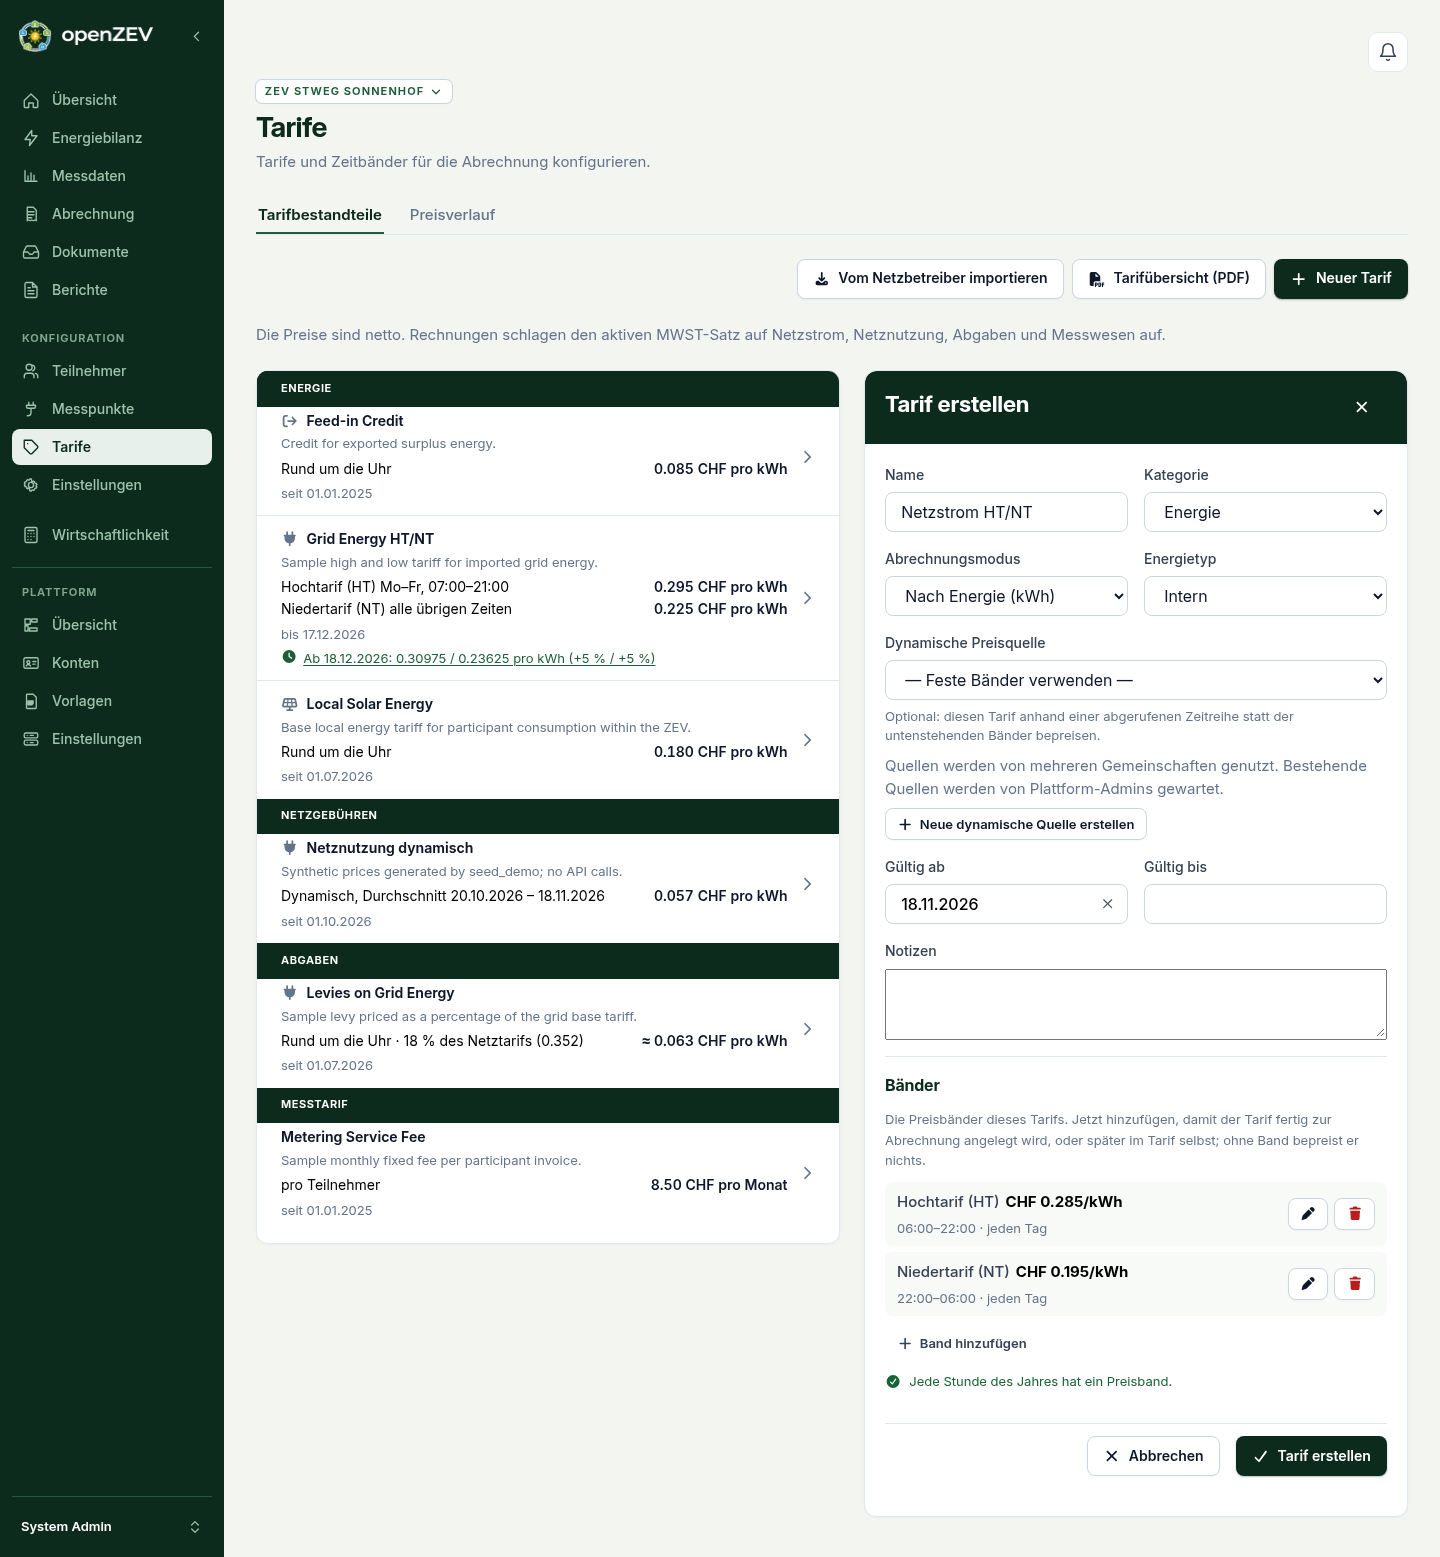 openZEV
Übersicht
Energiebilanz
Messdaten
Abrechnung
Dokumente
Berichte
KONFIGURATION
Teilnehmer
Messpunkte
Tarife
Einstellungen
Wirtschaftlichkeit
PLATTFORM
Übersicht
Konten
Vorlagen
Einstellungen
System Admin
ZEV STWEG SONNENHOF
Tarife
Tarife und Zeitbänder für die Abrechnung konfigurieren.
Tarifbestandteile Preisverlauf
Vom Netzbetreiber importieren Tarifübersicht (PDF) Neuer Tarif
Die Preise sind netto. Rechnungen schlagen den aktiven MWST-Satz auf Netzstrom, Netznutzung, Abgaben und Messwesen auf.
ENERGIE
Feed-in Credit
Credit for exported surplus energy.
Rund um die Uhr 0.085 CHF pro kWh
seit 01.01.2025
Grid Energy HT/NT
Sample high and low tariff for imported grid energy.
Hochtarif (HT) Mo–Fr, 07:00–21:00 0.295 CHF pro kWh
Niedertarif (NT) alle übrigen Zeiten 0.225 CHF pro kWh
bis 17.12.2026
Ab 18.12.2026: 0.30975 / 0.23625 pro kWh (+5 % / +5 %)
Local Solar Energy
Base local energy tariff for participant consumption within the ZEV.
Rund um die Uhr 0.180 CHF pro kWh
seit 01.07.2026
NETZGEBÜHREN
Netznutzung dynamisch
Synthetic prices generated by seed_demo; no API calls.
Dynamisch, Durchschnitt 20.10.2026 – 18.11.2026 0.057 CHF pro kWh
seit 01.10.2026
ABGABEN
Levies on Grid Energy
Sample levy priced as a percentage of the grid base tariff.
Rund um die Uhr · 18 % des Netztarifs (0.352) ≈ 0.063 CHF pro kWh
seit 01.07.2026
MESSTARIF
Metering Service Fee
Sample monthly fixed fee per participant invoice.
pro Teilnehmer 8.50 CHF pro Monat
seit 01.01.2025
Tarif erstellen
Name Kategorie
Netzstrom HT/NT Energie
Abrechnungsmodus Energietyp
Nach Energie (kWh) Intern
Dynamische Preisquelle
— Feste Bänder verwenden —
Optional: diesen Tarif anhand einer abgerufenen Zeitreihe statt der
untenstehenden Bänder bepreisen.
Quellen werden von mehreren Gemeinschaften genutzt. Bestehende
Quellen werden von Plattform-Admins gewartet.
Neue dynamische Quelle erstellen
Gültig ab Gültig bis
18.11.2026
Notizen
Bänder
Die Preisbänder dieses Tarifs. Jetzt hinzufügen, damit der Tarif fertig zur
Abrechnung angelegt wird, oder später im Tarif selbst; ohne Band bepreist er
nichts.
Hochtarif (HT) CHF 0.285/kWh
06:00–22:00 · jeden Tag
Niedertarif (NT) CHF 0.195/kWh
22:00–06:00 · jeden Tag
Band hinzufügen
Jede Stunde des Jahres hat ein Preisband.
Abbrechen Tarif erstellen